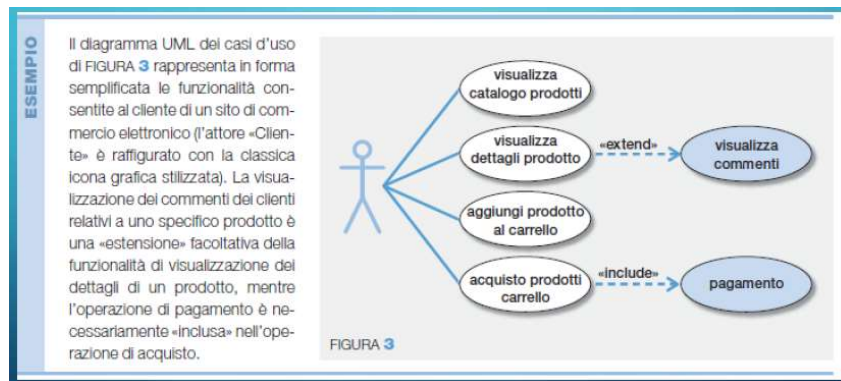 ESEMPIO
Il diagramma UML dei casi d'uso
di FIGURA 3 rappresenta in forma
semplificata le funzionalità con-
sentite al cliente di un sito di com-
mercio elettronico (l'attore «Clien-
te» è raffigurato con la classica
icona grafica stilizzata). La visua-
lizzazione dei commenti dei clienti
relativi a uno specifico prodotto è
una «estensione» facoltativa della
funzionalità di visualizzazione dei
dettagli di un prodotto, mentre
l'operazione di pagamento è ne-
cessariamente «inclusa» nell'ope-
razione di acquisto.
visualizza
catalogo prodotti
visualizza
dettagli prodotto
«extend»
visualizza
commenti
aggiungi prodotto
al carrello
acquisto prodotti
carrello
«include»
pagamento
FIGURA 3